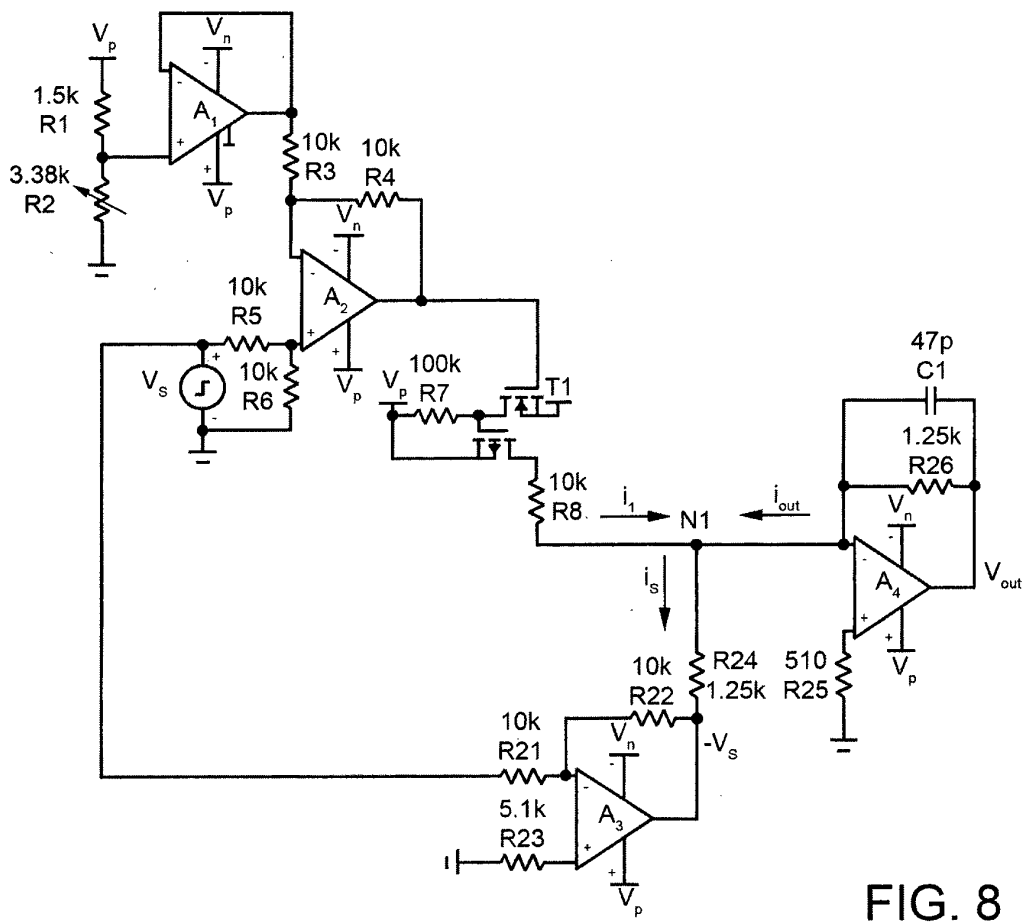 Vp
Vn
-
1.5k
R1
-
A1
+
+
Vp
3.38k
R2
10k
R3
10k
R4
Vn
-
-
A2
+
+
Vp
10k
R5
+
VS
-
10k
R6
Vp
100k
R7
T1
10k
R8
i1
N1
iout
iS
47p
C1
1.25k
R26
Vn
-
-
A4
+
+
Vp
Vout
510
R25
R24
1.25k
10k
R22
-VS
10k
R21
Vn
-
-
A3
+
+
Vp
5.1k
R23
FIG. 8